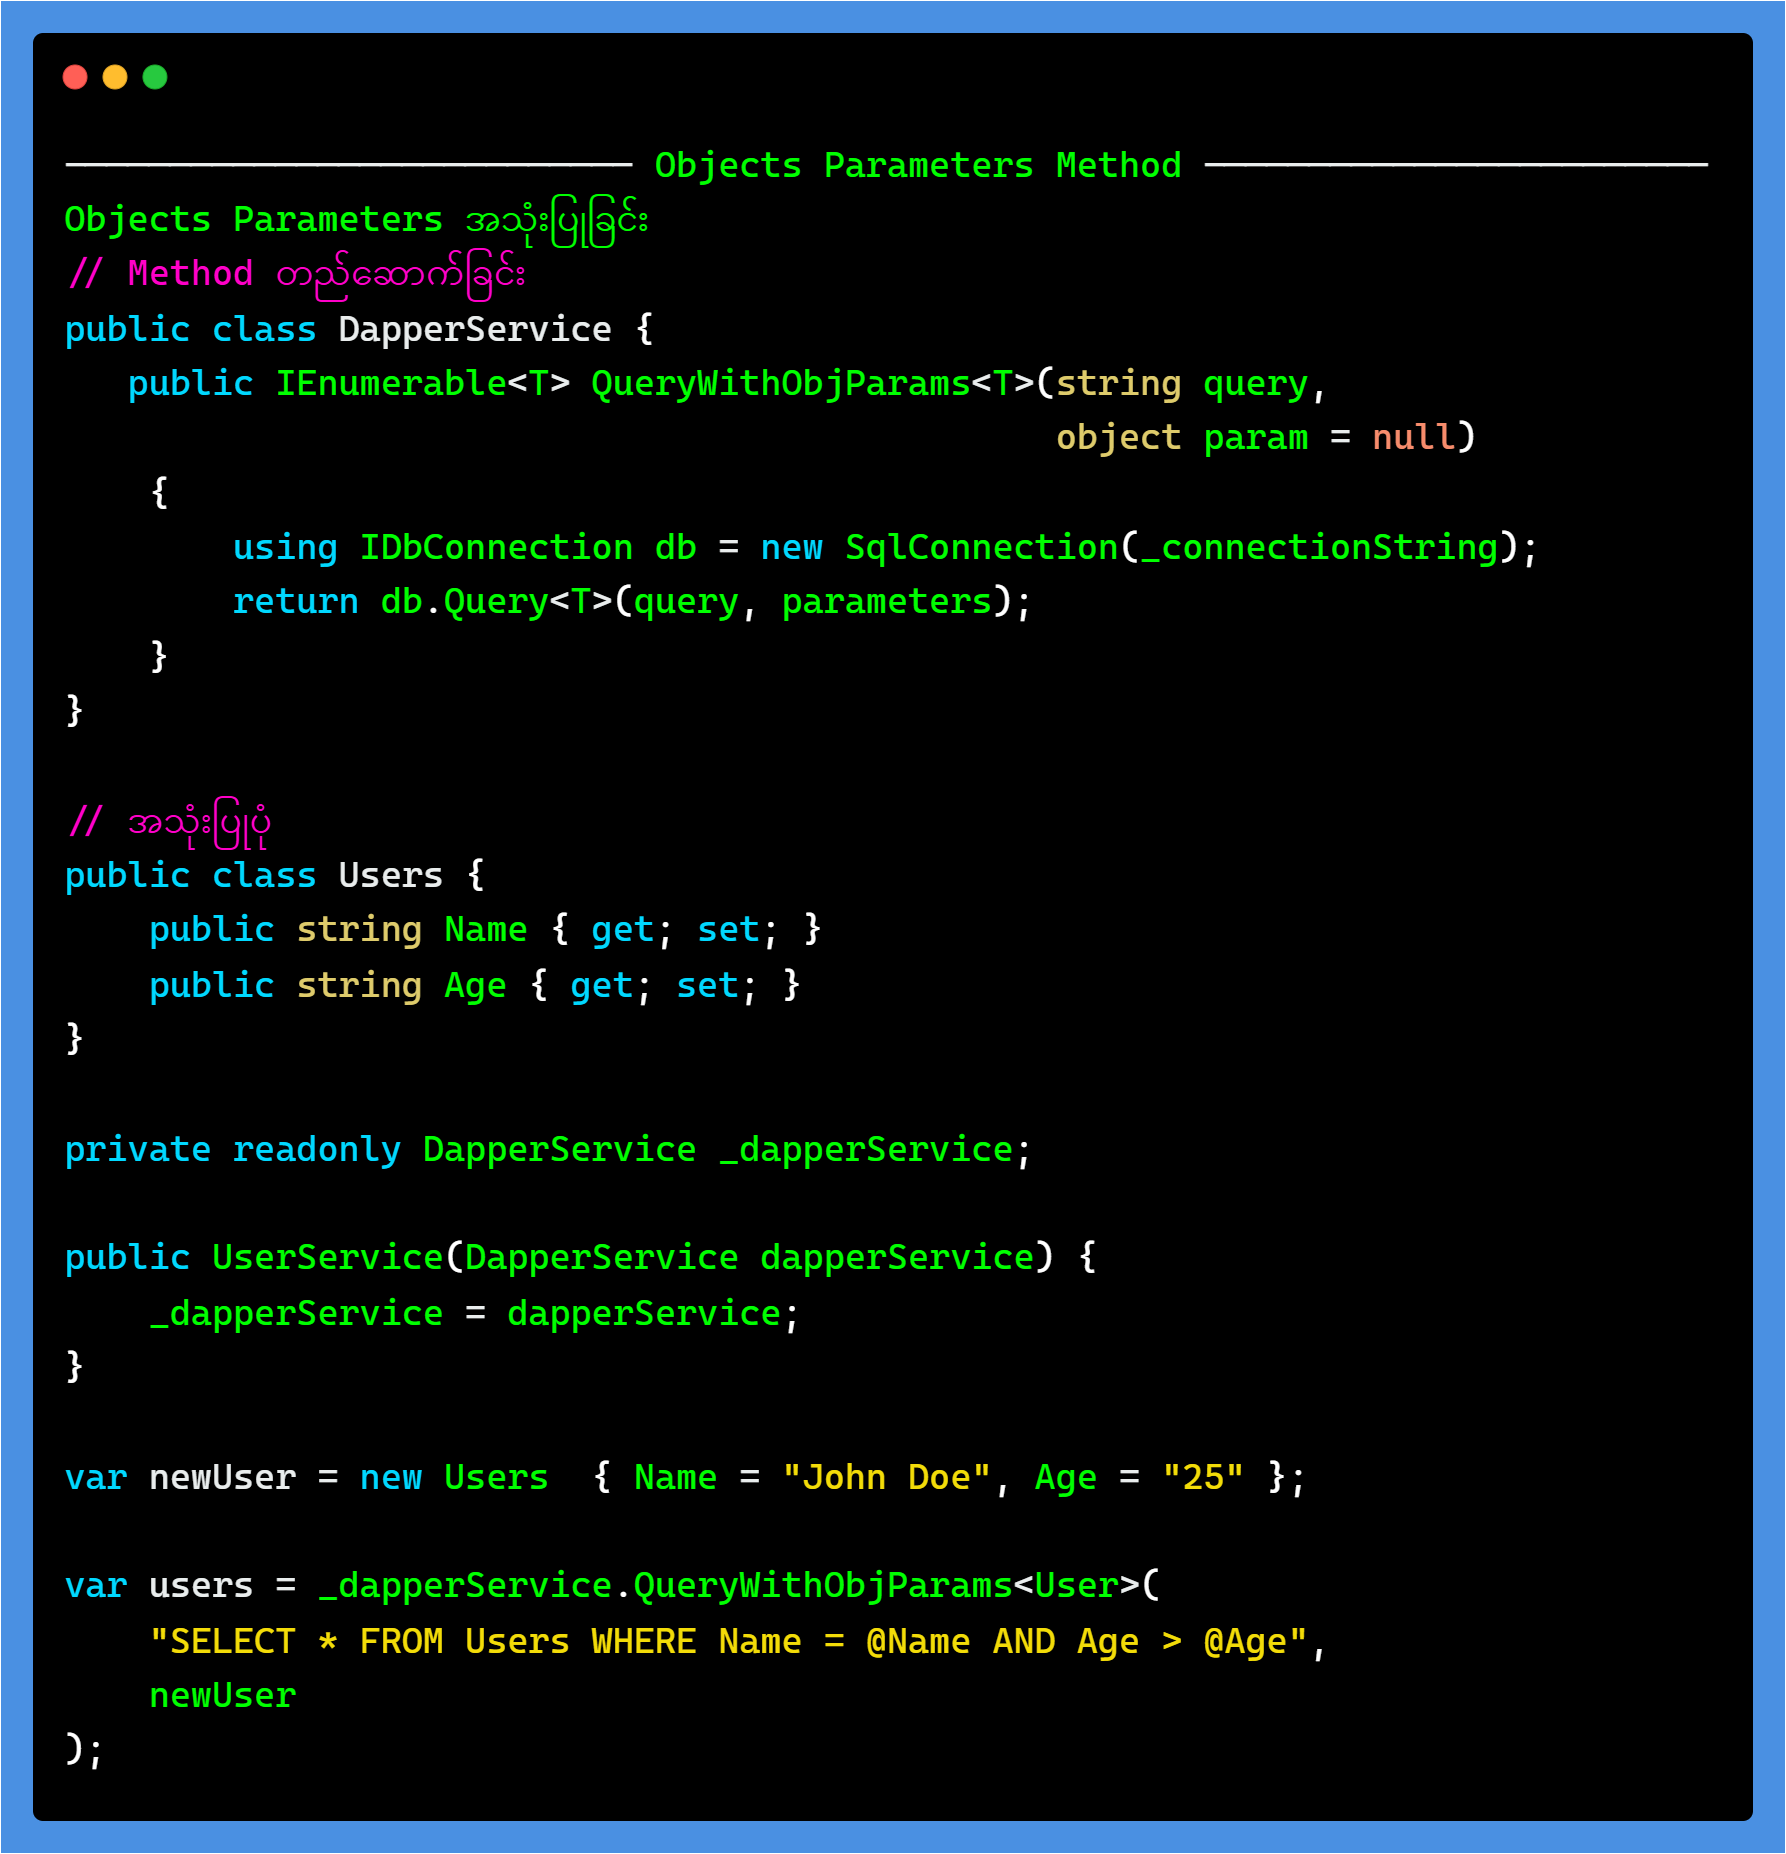 Objects Parameters Method
Objects Parameters အသုံးပြုခြင်း
// Method တည်ဆောက်ခြင်း
public class DapperService {
   public IEnumerable<T> QueryWithObjParams<T>(string query,
                                               object param = null)
    {
        using IDbConnection db = new SqlConnection(_connectionString);
        return db.Query<T>(query, parameters);
    }
}
// အသုံးပြုပုံ
public class Users {
    public string Name { get; set; }
    public string Age { get; set; }
}
private readonly DapperService _dapperService;
public UserService(DapperService dapperService) {
    _dapperService = dapperService;
}
var newUser = new Users  { Name = "John Doe", Age = "25" };
var users = _dapperService.QueryWithObjParams<User>(
    "SELECT * FROM Users WHERE Name = @Name AND Age > @Age",
    newUser
);